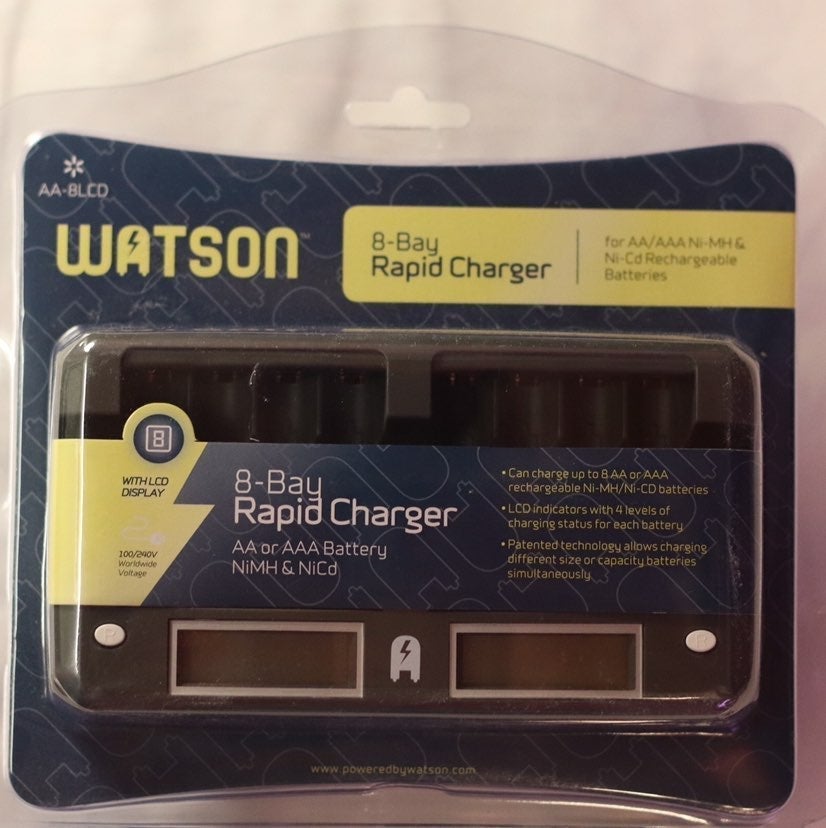 AA-8LCD
WATSON™
8-Bay
Rapid Charger
for AA/AAA Ni-MH &
Ni-Cd Rechargeable
Batteries
8
WITH LCD
DISPLAY
100/240V
Worldwide
Voltage
8-Bay
Rapid Charger
AA or AAA Battery
NiMH & NiCd
• Can charge up to 8 AA or AAA
rechargeable Ni-MH/Ni-CD batteries
• LCD indicators with 4 levels of
charging status for each battery
• Patented technology allows charging
different size or capacity batteries
simultaneously
R
R
www.poweredbywatson.com